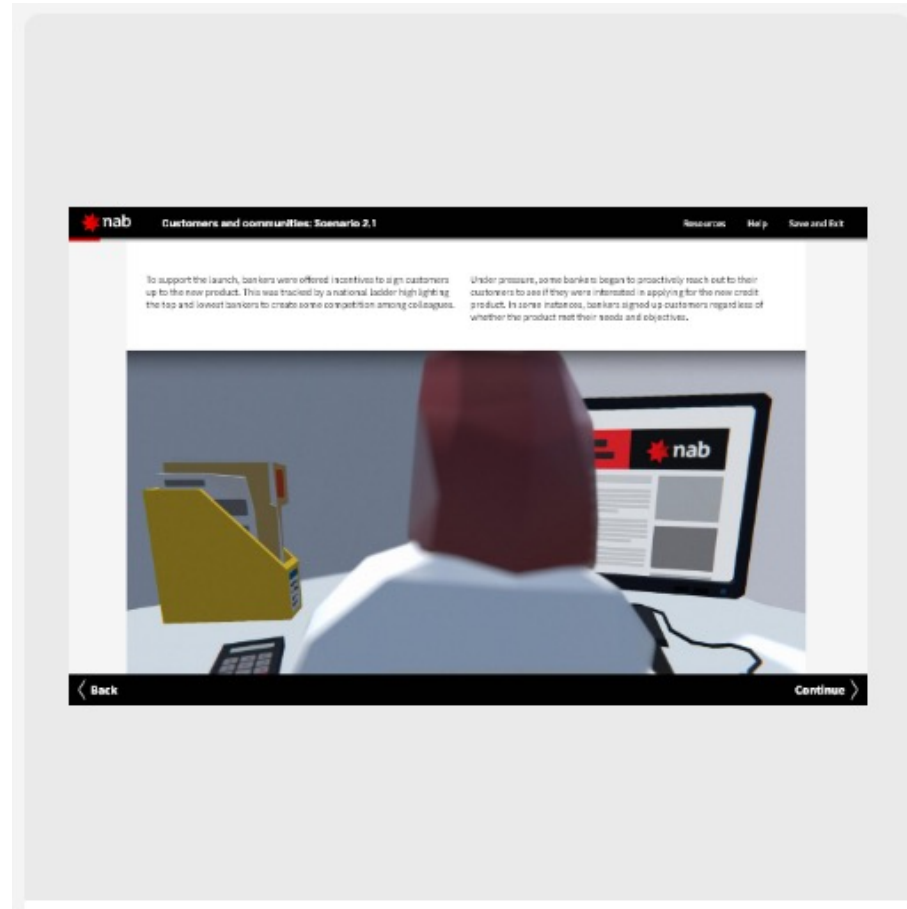 nab
Customers and communities: Scenario 2.1
Resources
Help
Save and Exit
To support the launch, bankers were offered incentives to sign customers
up to the new product. This was tracked by a national ladder highlighting
the top and lowest bankers to create some competition among colleagues.
Under pressure, some bankers began to proactively reach out to their
customers to see if they were interested in applying for the new credit
product. In some instances, bankers signed up customers regardless of
whether the product met their needs and objectives.
nab
Back
Continue